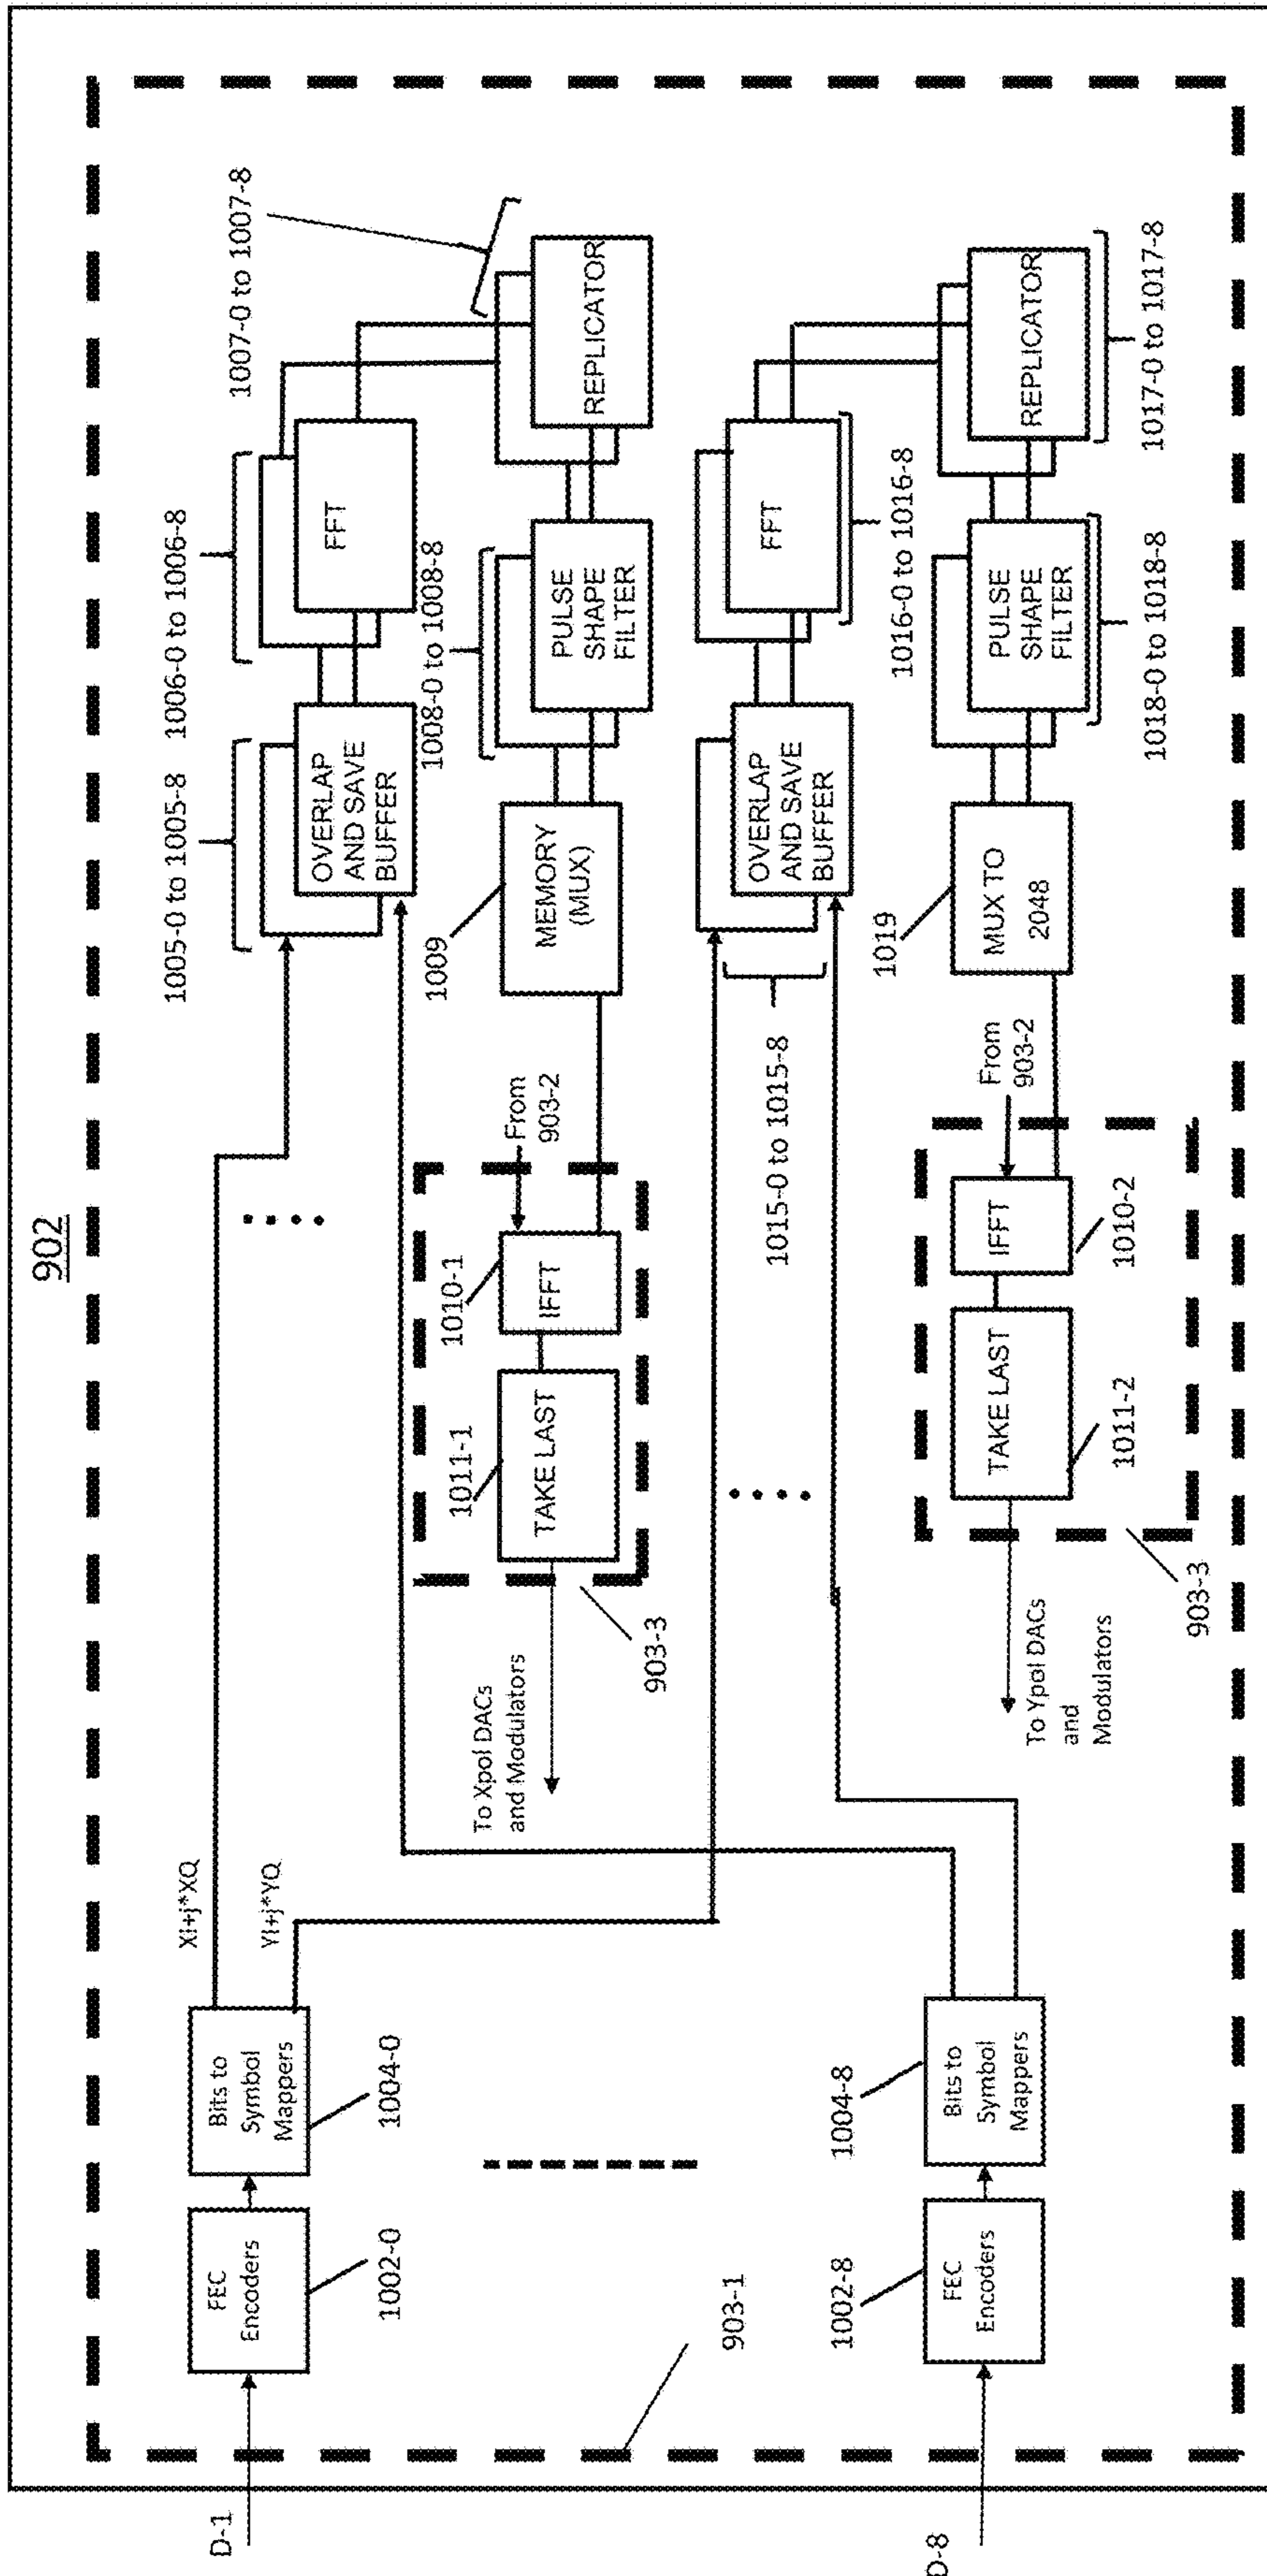 902
D-1
FEC
Encoders
1002-0
Bits to
Symbol
Mappers
1004-0
XI+j*XQ
YI+j*YQ
1005-0 to 1005-8
OVERLAP
AND SAVE
BUFFER
1006-0 to 1006-8
FFT
1007-0 to 1007-8
REPLICATOR
1008-0 to 1008-8
PULSE
SHAPE
FILTER
1009
MEMORY
(MUX)
From
903-2
1010-1
IFFT
1011-1
TAKE LAST
903-3
To Xpol DACs
and Modulators
OVERLAP
AND SAVE
BUFFER
1015-0 to 1015-8
FFT
1016-0 to 1016-8
REPLICATOR
1017-0 to 1017-8
PULSE
SHAPE
FILTER
1018-0 to 1018-8
MUX TO
2048
1019
From
903-2
IFFT
1010-2
TAKE LAST
1011-2
903-3
To Ypol DACs
and
Modulators
903-1
D-8
1002-8
FEC
Encoders
1004-8
Bits to
Symbol
Mappers